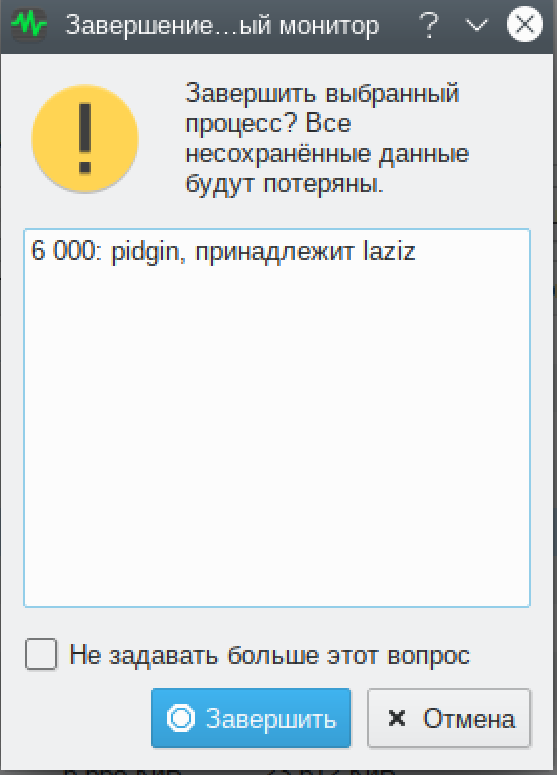 Завершение...ый монитор
Завершить выбранный
процесс? Все
несохранённые данные
будут потеряны.
6 000: pidgin, принадлежит laziz
Не задавать больше этот вопрос
Завершить
Отмена